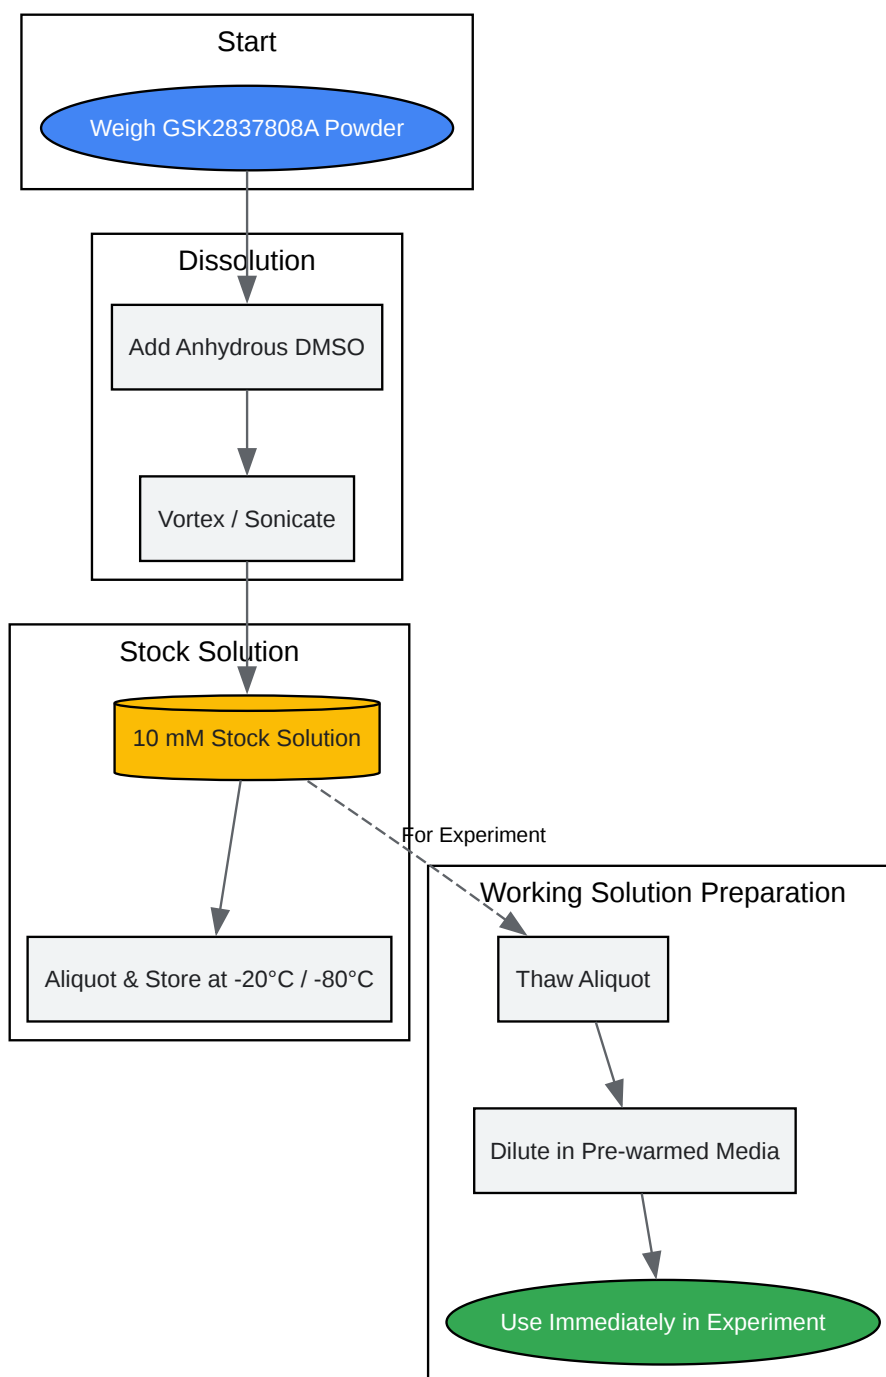 Start
Weigh GSK2837808A Powder
Dissolution
Add Anhydrous DMSO
Vortex / Sonicate
Stock Solution
10 mM Stock Solution
For Experiment
Working Solution Preparation
Aliquot & Store at -20°C / -80°C
Thaw Aliquot
Dilute in Pre-warmed Media
Use Immediately in Experiment